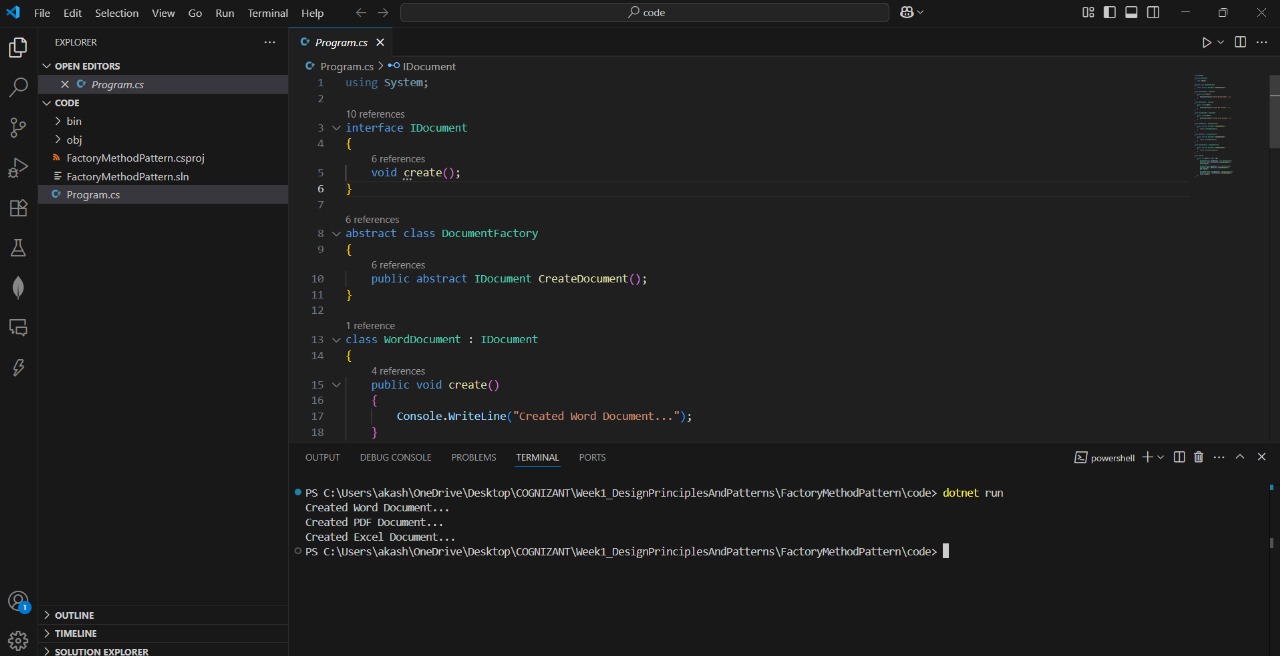 File Edit Selection View Go Run Terminal Help
code
EXPLORER
OPEN EDITORS
Program.cs
CODE
bin
obj
FactoryMethodPattern.csproj
FactoryMethodPattern.sln
Program.cs
OUTLINE
TIMELINE
SOLUTION EXPLORER
1
Program.cs
Program.cs > IDocument
1 using System;
2
10 references
3 interface IDocument
4 {
6 references
5 void create();
6 }
7
6 references
8 abstract class DocumentFactory
9 {
6 references
10 public abstract IDocument CreateDocument();
11 }
12
1 reference
13 class WordDocument : IDocument
14 {
4 references
15 public void create()
16 {
17 Console.WriteLine("Created Word Document...");
18 }
OUTPUT DEBUG CONSOLE PROBLEMS TERMINAL PORTS
powershell
PS C:\Users\akash\OneDrive\Desktop\COGNIZANT\Week1_DesignPrinciplesAndPatterns\FactoryMethodPattern\code> dotnet run
Created Word Document...
Created PDF Document...
Created Excel Document...
PS C:\Users\akash\OneDrive\Desktop\COGNIZANT\Week1_DesignPrinciplesAndPatterns\FactoryMethodPattern\code>